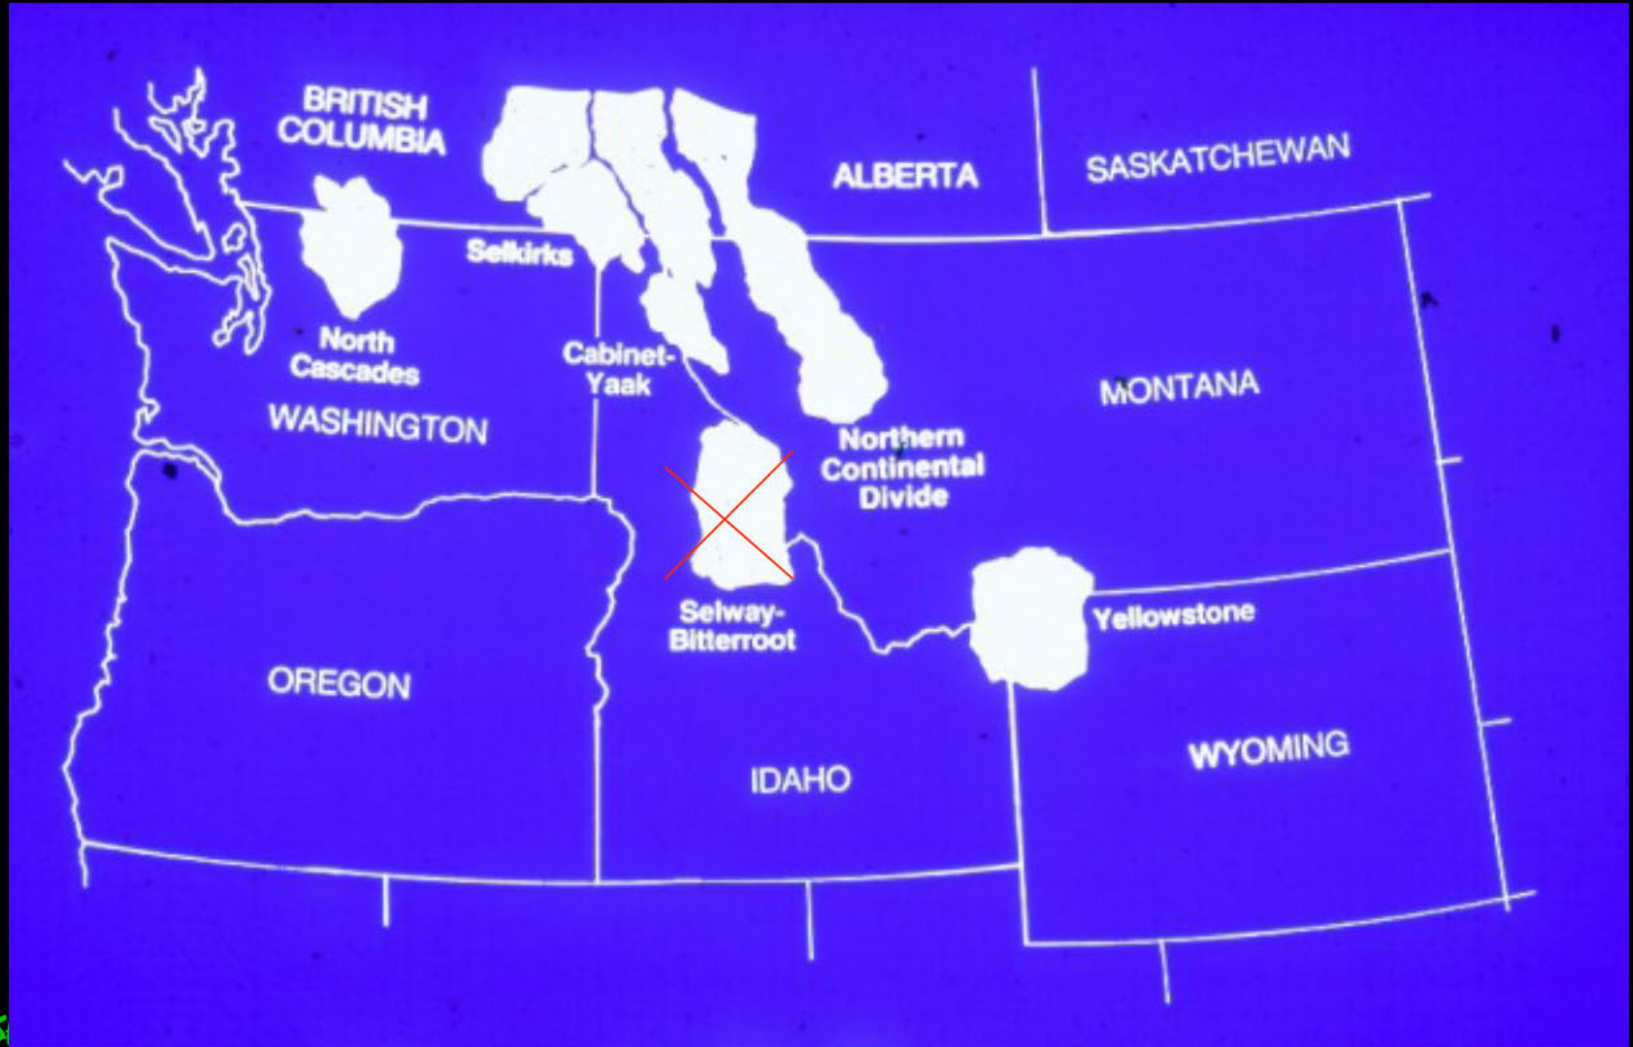 BRITISH
COLUMBIA
ALBERTA
SASKATCHEWAN
Selkirks
North
Cascades
Cabinet-
Yaak
WASHINGTON
MONTANA
Northern
Continental
Divide
Selway-
Bitterroot
Yellowstone
OREGON
IDAHO
WYOMING